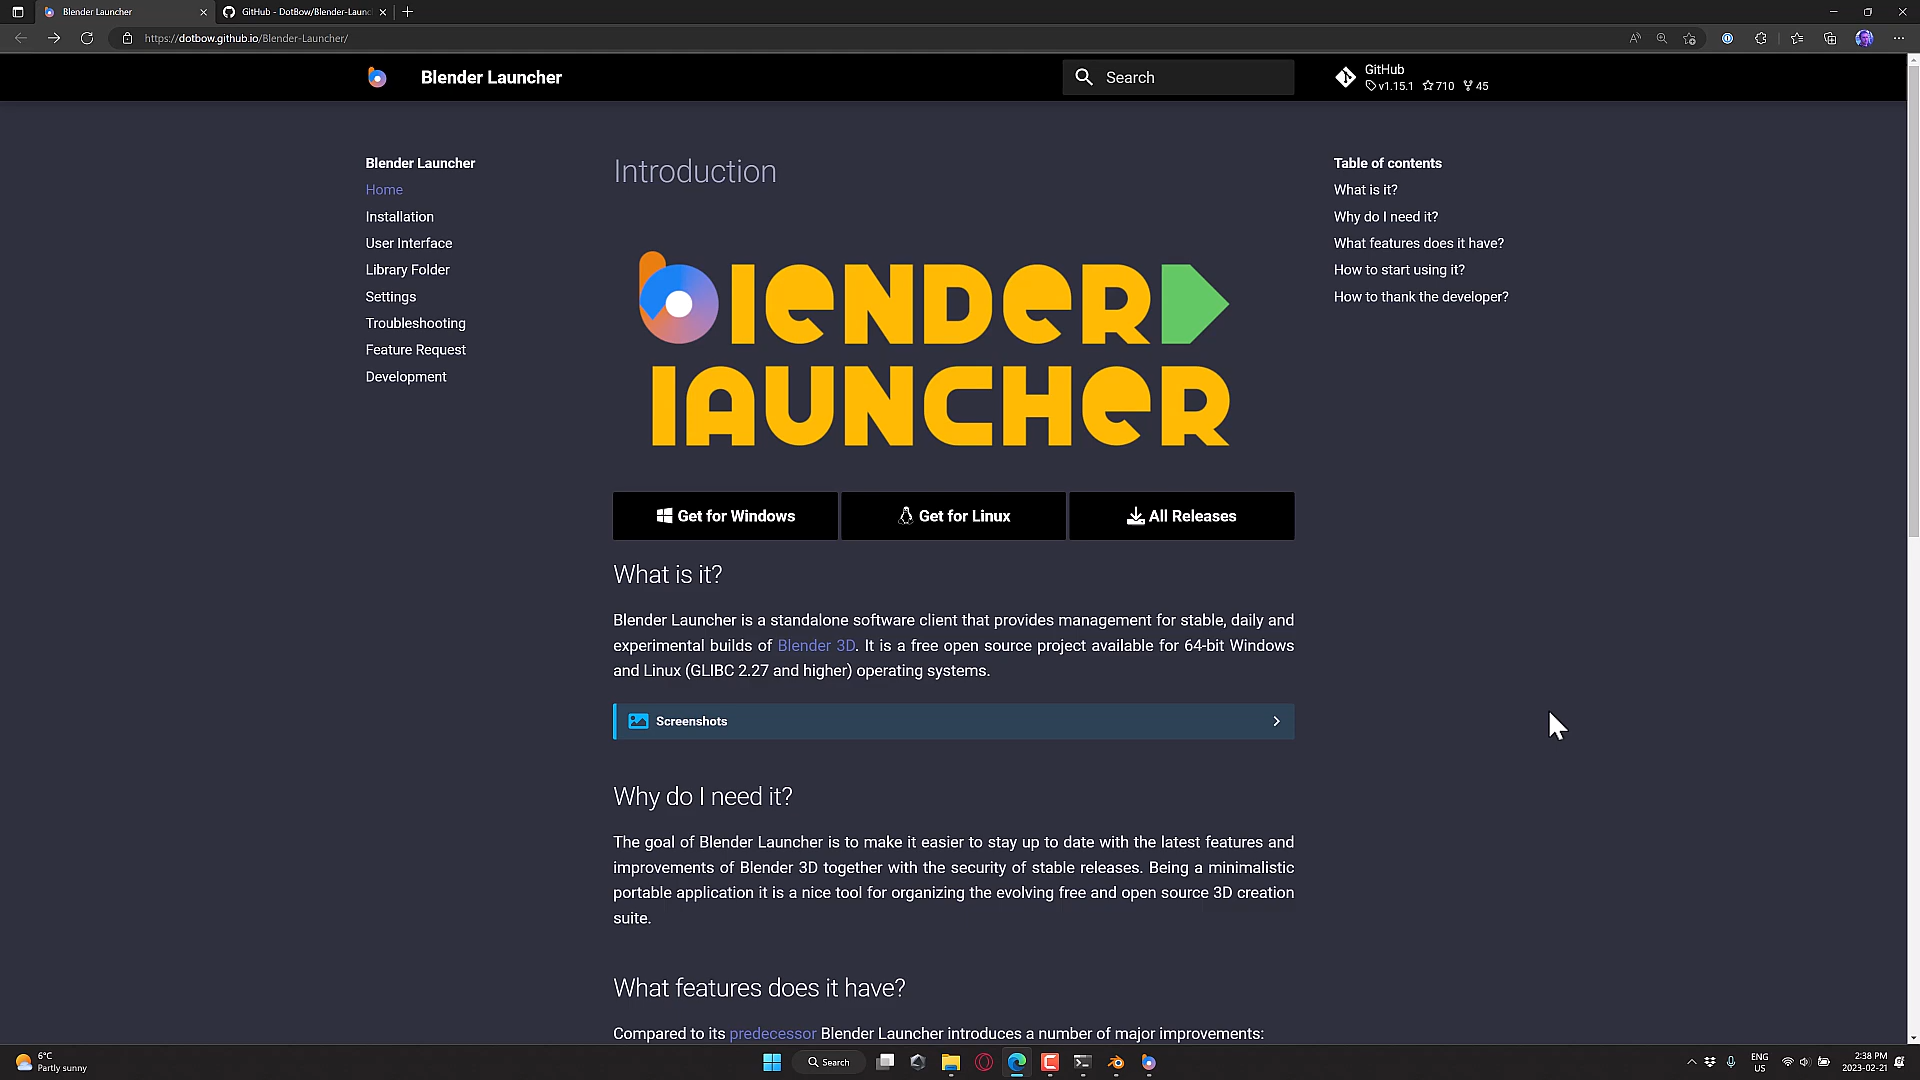 Blender Launcher
GitHub - DotBow/Blender-Launc
https://dotbow.github.io/Blender-Launcher/
Blender Launcher
Search
GitHub
v1.15.1 710 45
Blender Launcher
Home
Installation
User Interface
Library Folder
Settings
Troubleshooting
Feature Request
Development
Introduction
BLENDER
LAUNCHER
Get for Windows
Get for Linux
All Releases
What is it?
Blender Launcher is a standalone software client that provides management for stable, daily and
experimental builds of Blender 3D. It is a free open source project available for 64-bit Windows
and Linux (GLIBC 2.27 and higher) operating systems.
Screenshots
Why do I need it?
The goal of Blender Launcher is to make it easier to stay up to date with the latest features and
improvements of Blender 3D together with the security of stable releases. Being a minimalistic
portable application it is a nice tool for organizing the evolving free and open source 3D creation
suite.
What features does it have?
Compared to its predecessor Blender Launcher introduces a number of major improvements:
Table of contents
What is it?
Why do I need it?
What features does it have?
How to start using it?
How to thank the developer?
6°C
Partly sunny
Search
ENG
US
2:38 PM
2023-02-21